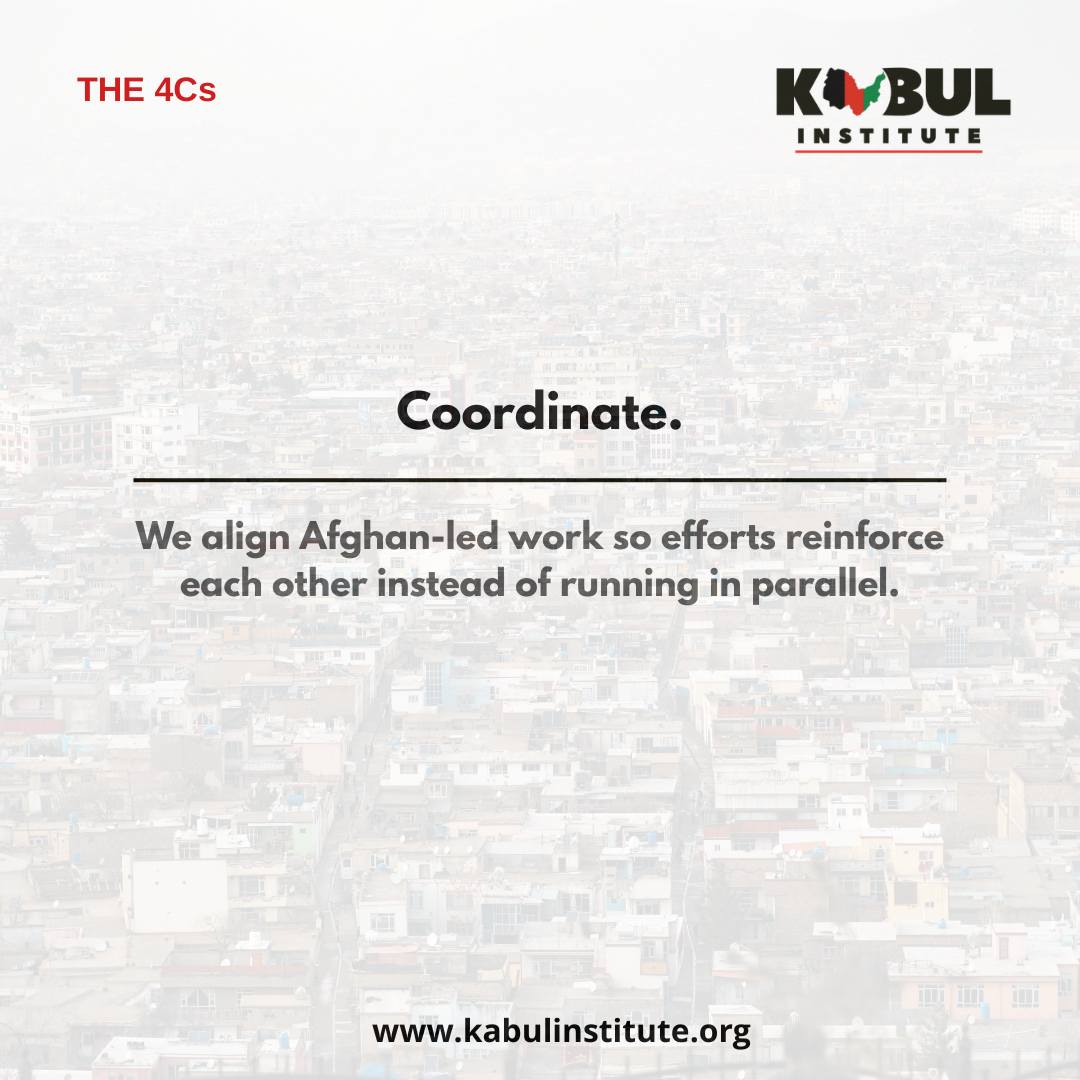 THE 4Cs
KABUL
INSTITUTE
Coordinate.
We align Afghan-led work so efforts reinforce
each other instead of running in parallel.
www.kabulinstitute.org